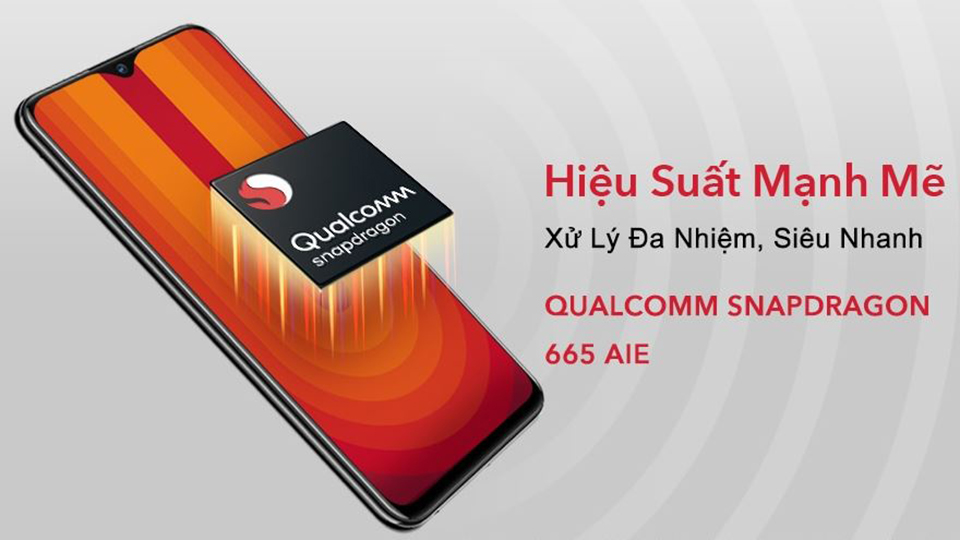 Qualcomm
snapdragon
Hiệu Suất Mạnh Mẽ
Xử Lý Đa Nhiệm, Siêu Nhanh
QUALCOMM SNAPDRAGON
665 AIE